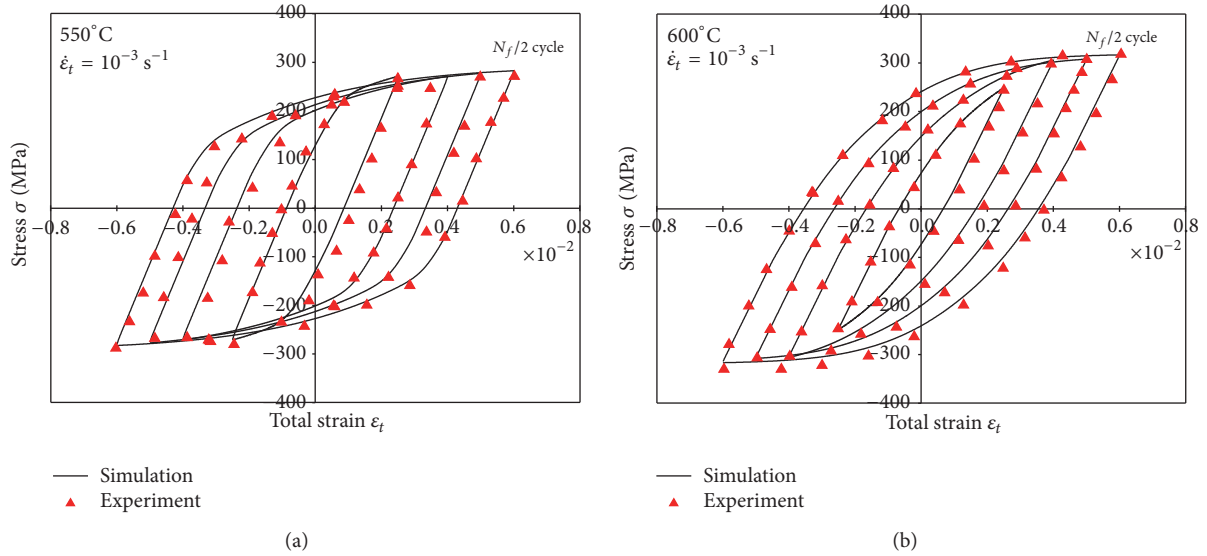 400
550°C
ε̇ₜ = 10⁻³ s⁻¹
N_f/2 cycle
300
200
100
0
−0.8 −0.6 −0.4 −0.2 0.0 0.2 0.4 0.6 0.8
×10⁻²
−100
−200
−300
−400
Stress σ (MPa)
Total strain εₜ
Simulation
Experiment
(a)
400
600°C
ε̇ₜ = 10⁻³ s⁻¹
N_f/2 cycle
300
200
100
0
−0.8 −0.6 −0.4 −0.2 0.0 0.2 0.4 0.6 0.8
×10⁻²
−100
−200
−300
−400
Stress σ (MPa)
Total strain εₜ
Simulation
Experiment
(b)